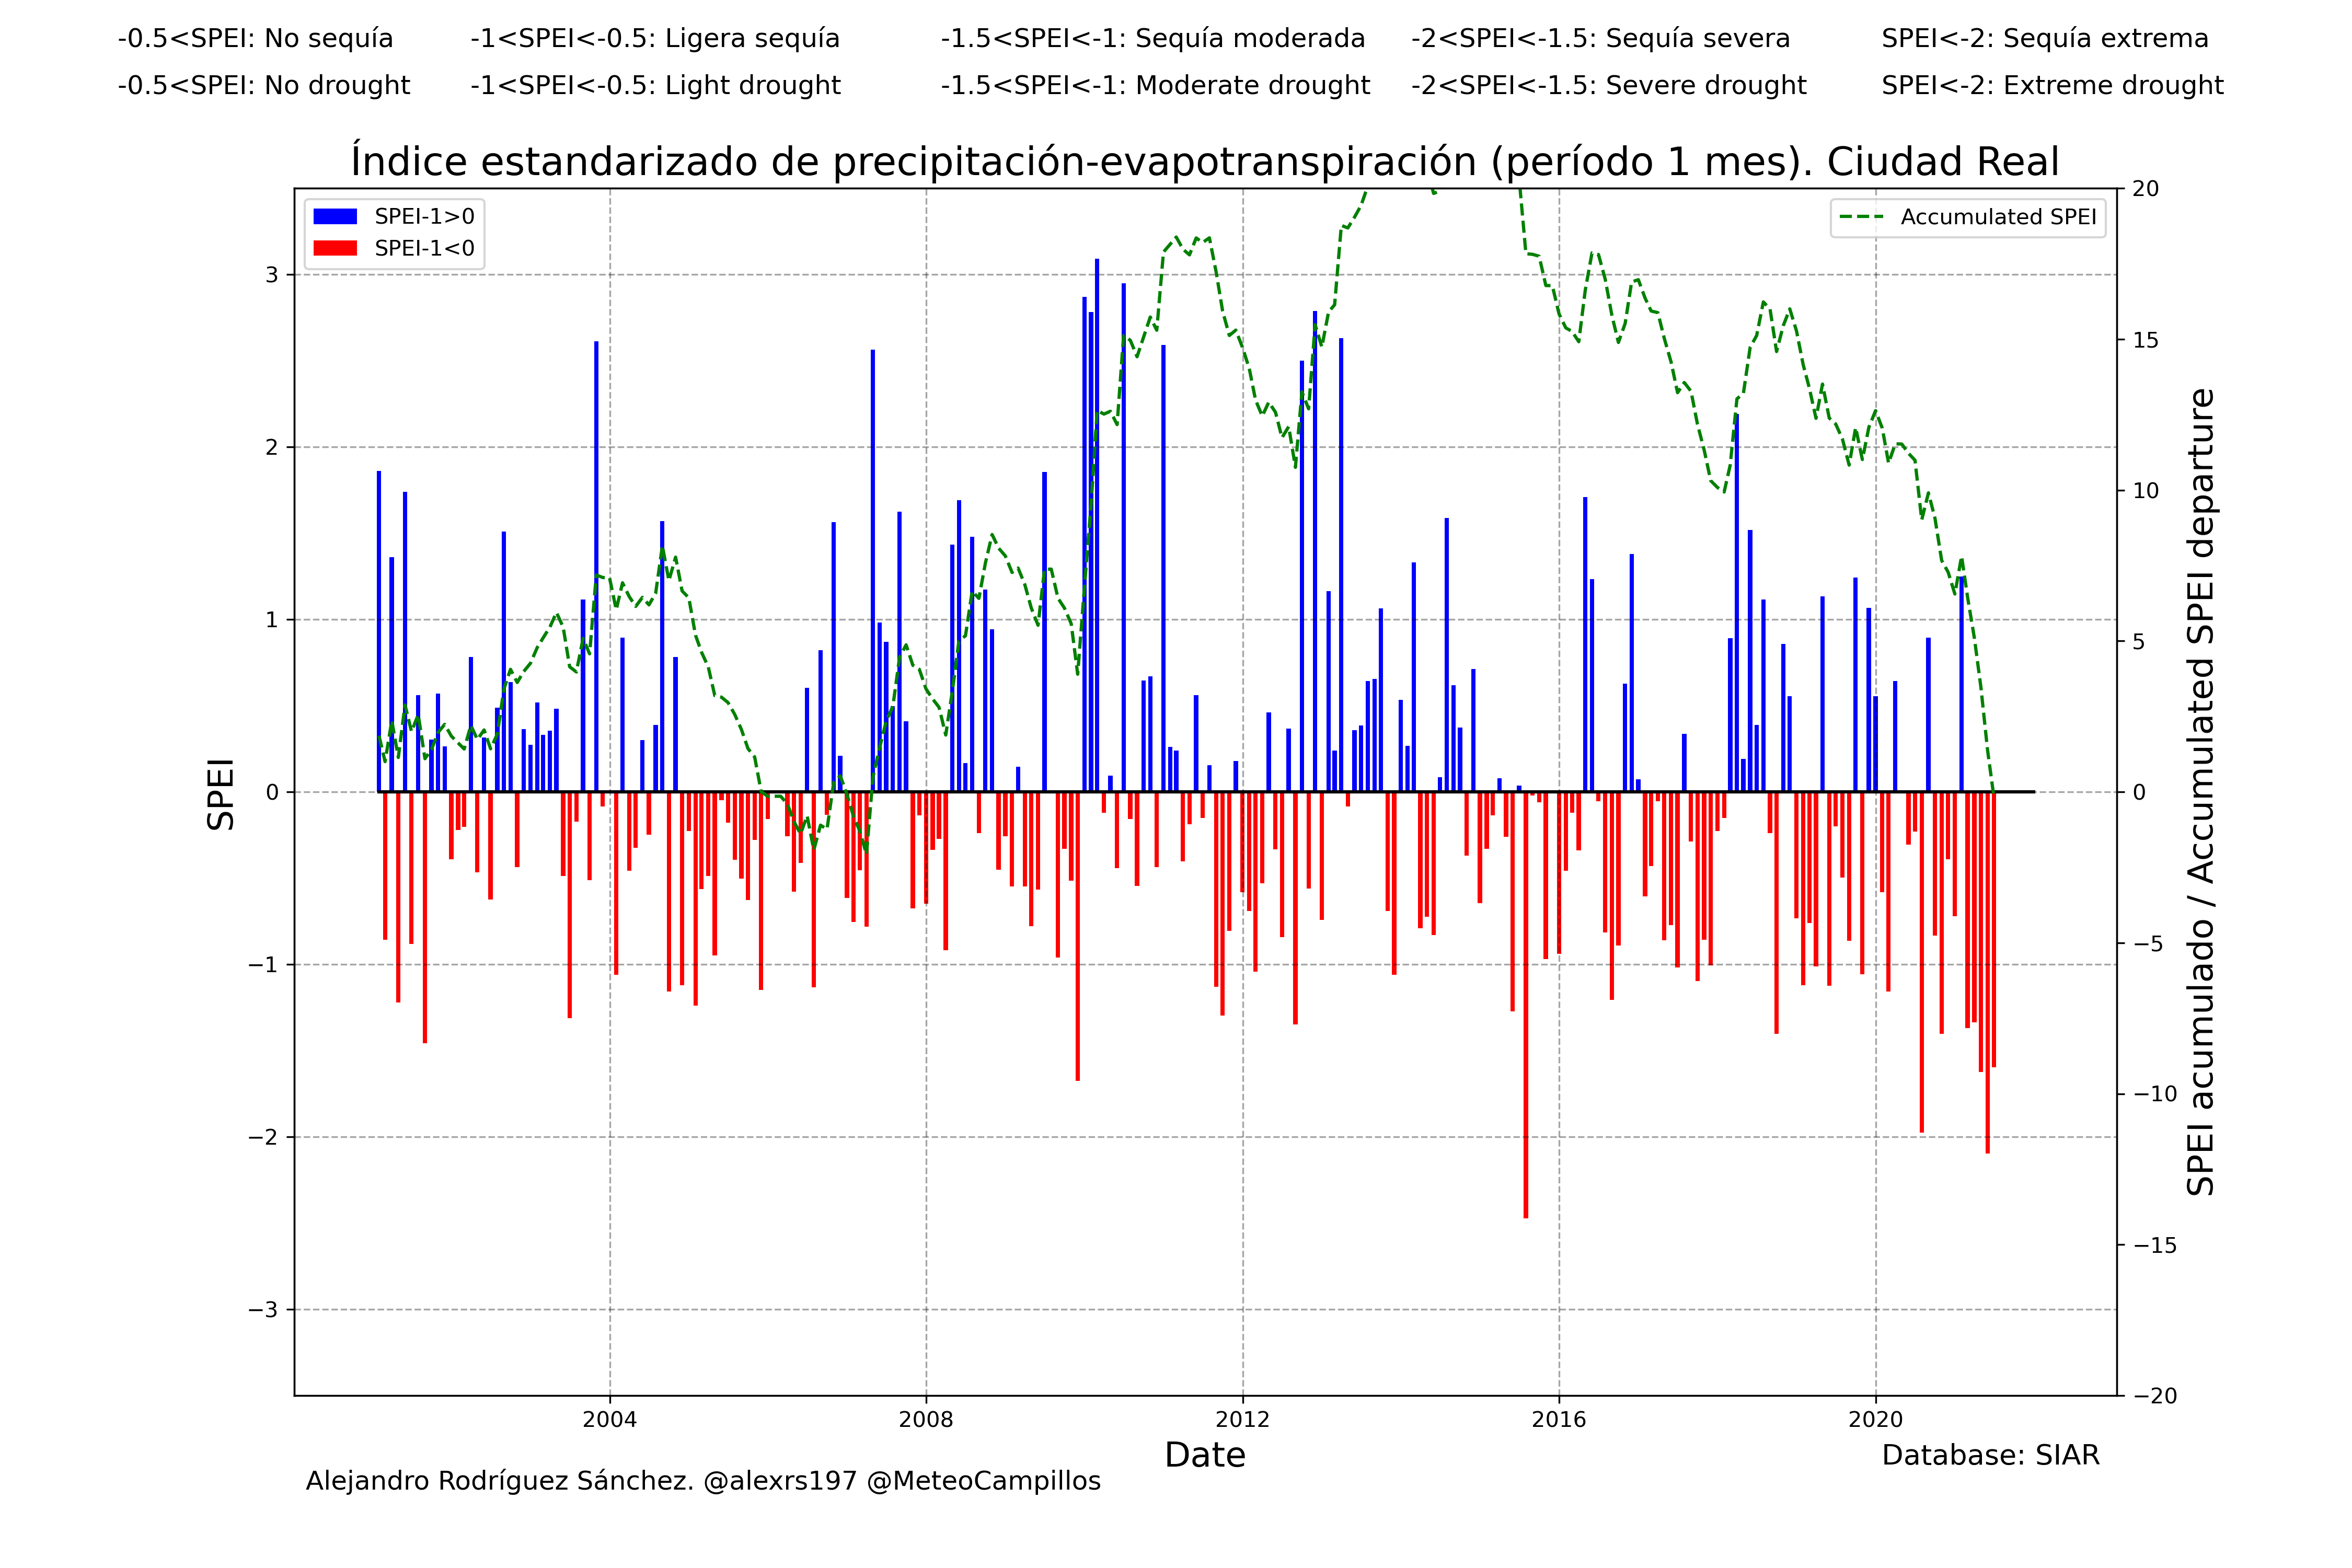 -0.5<SPEI: No sequía -1<SPEI<-0.5: Ligera sequía -1.5<SPEI<-1: Sequía moderada -2<SPEI<-1.5: Sequía severa SPEI<-2: Sequía extrema
-0.5<SPEI: No drought -1<SPEI<-0.5: Light drought -1.5<SPEI<-1: Moderate drought -2<SPEI<-1.5: Severe drought SPEI<-2: Extreme drought
Índice estandarizado de precipitación-evapotranspiración (período 1 mes). Ciudad Real
SPEI-1>0
SPEI-1<0
Accumulated SPEI
SPEI
3
2
1
0
−1
−2
−3
20
15
10
5
0
−5
−10
−15
−20
SPEI acumulado / Accumulated SPEI departure
2004 2008 2012 2016 2020
Date
Database: SIAR
Alejandro Rodríguez Sánchez. @alexrs197 @MeteoCampillos